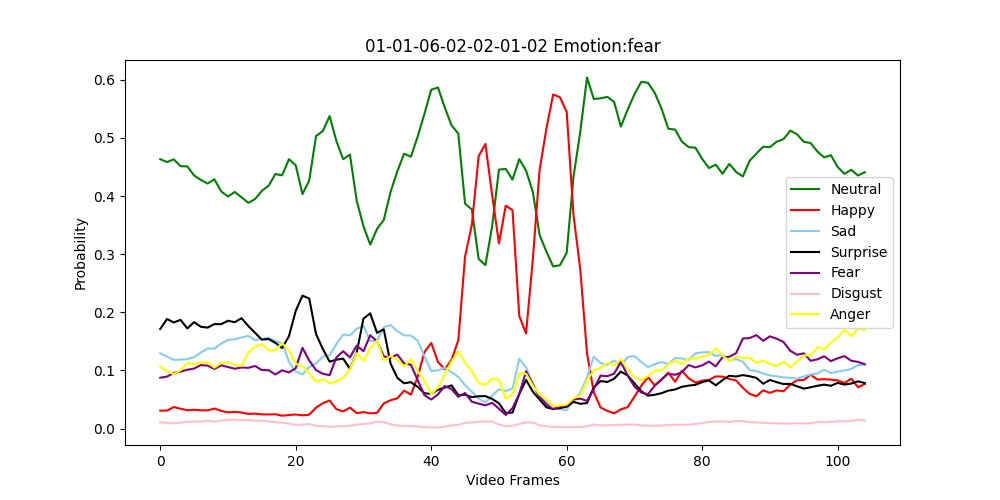 01-01-06-02-02-01-02 Emotion:fear
Probability
0.6
0.5
0.4
0.3
0.2
0.1
0.0
Neutral
Happy
Sad
Surprise
Fear
Disgust
Anger
0 20 40 60 80 100
Video Frames